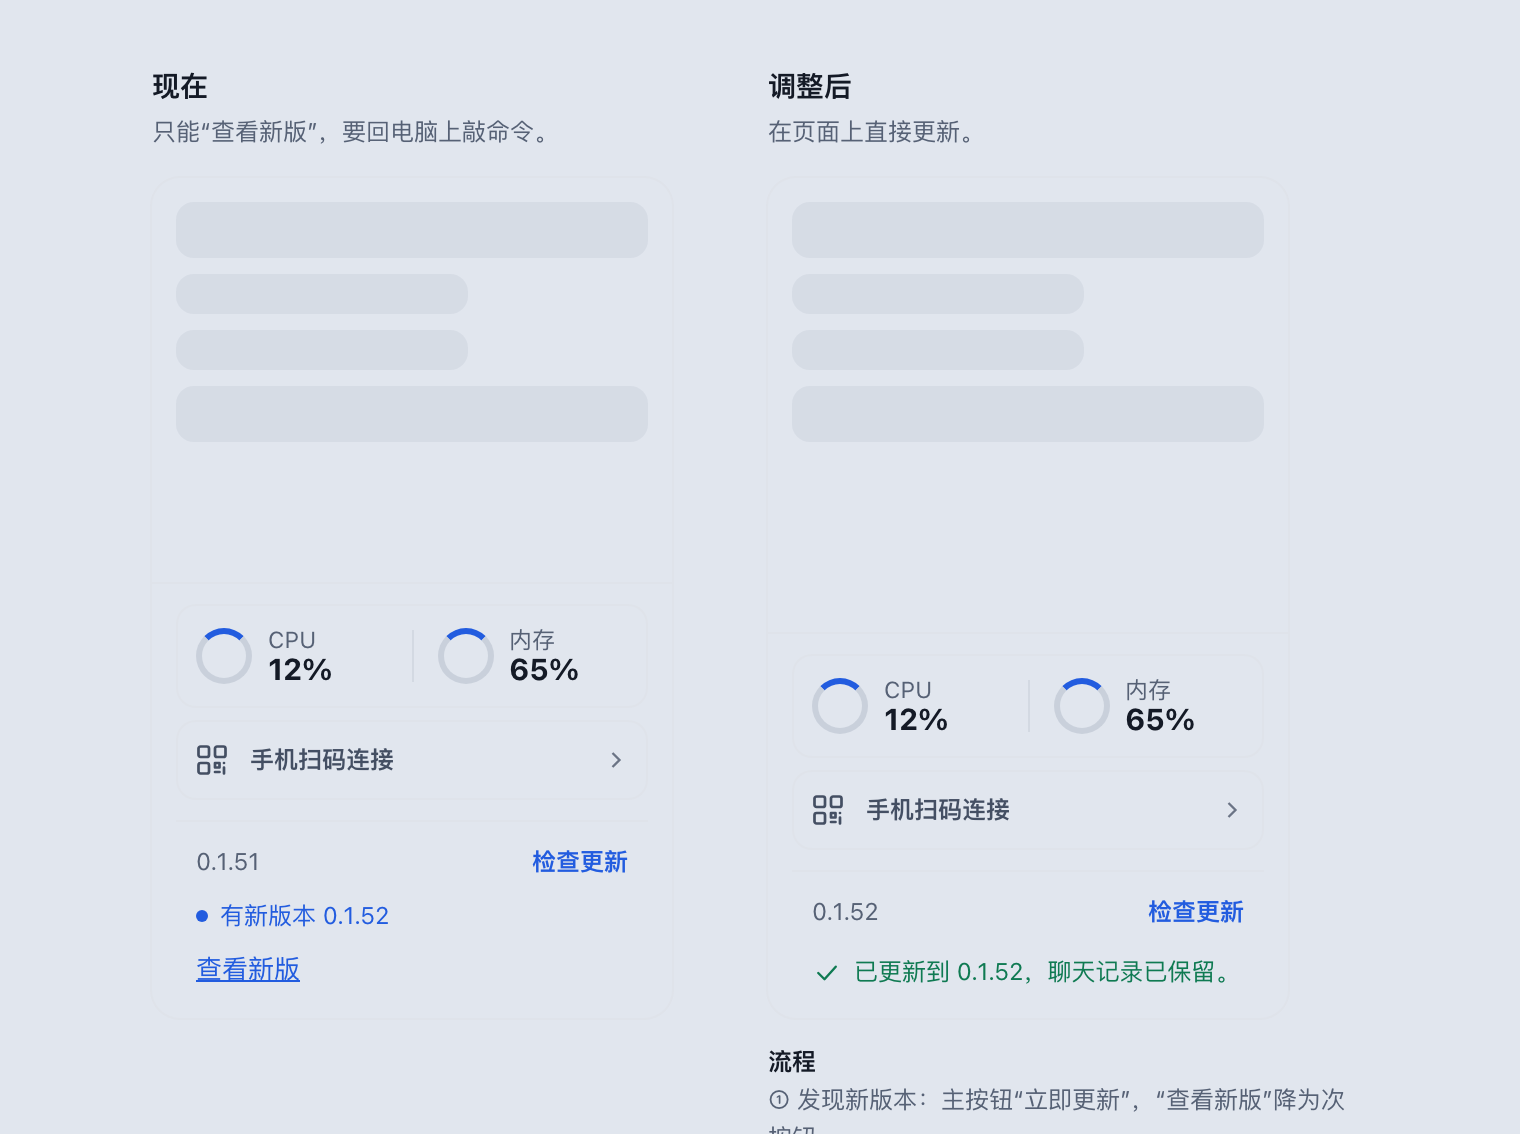 现在
只能“查看新版”，要回电脑上敲命令。
CPU
12%
内存
65%
手机扫码连接
0.1.51
检查更新
有新版本 0.1.52
查看新版
调整后
在页面上直接更新。
CPU
12%
内存
65%
手机扫码连接
0.1.52
检查更新
已更新到 0.1.52，聊天记录已保留。
流程
① 发现新版本：主按钮“立即更新”，“查看新版”降为次